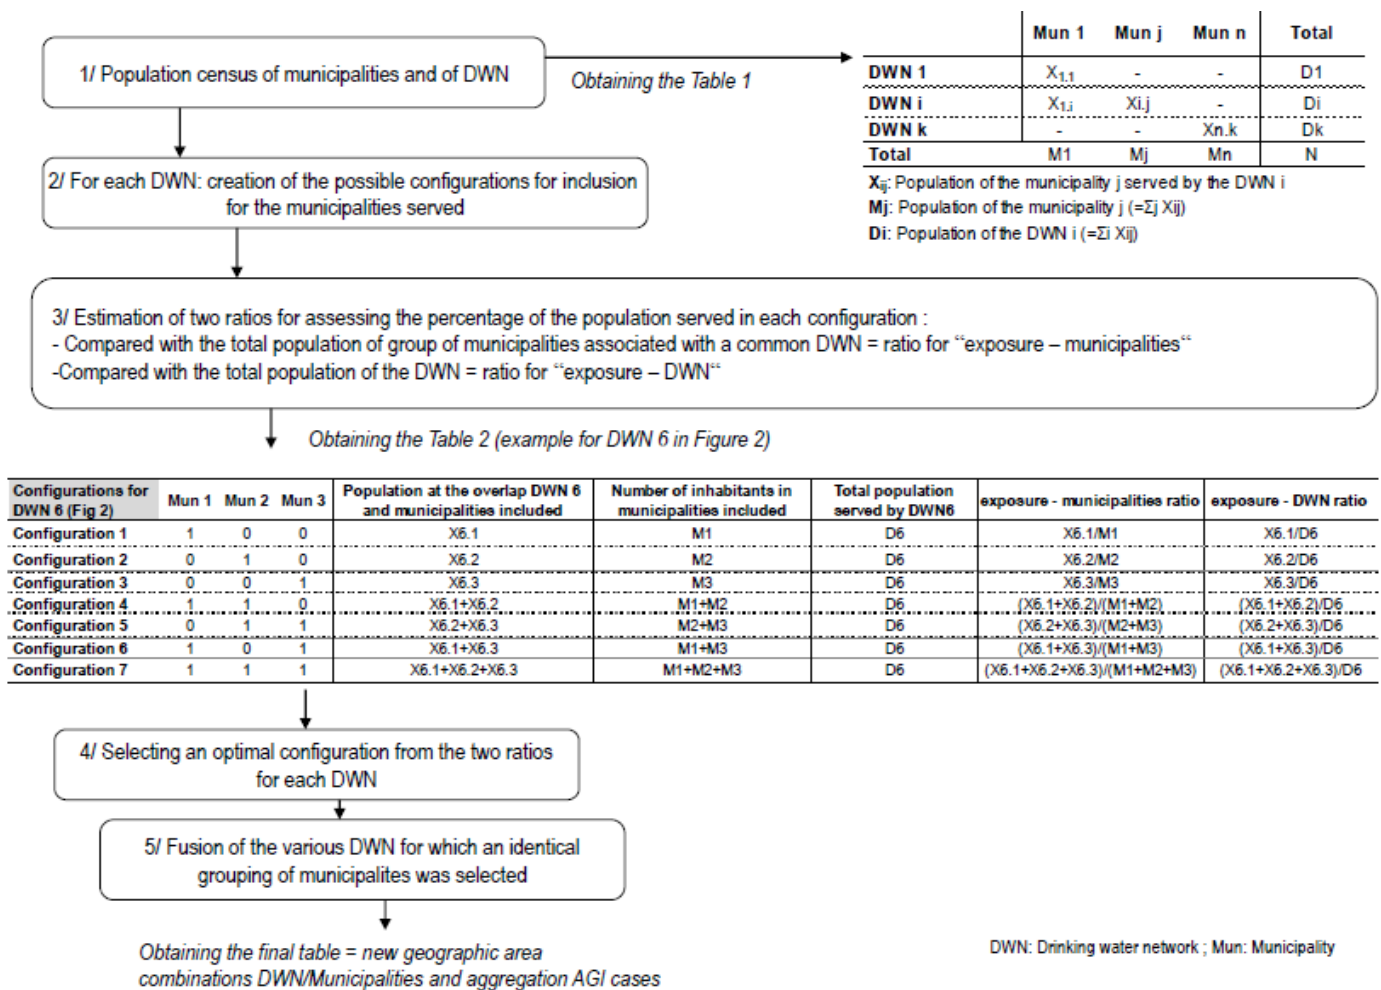 1/ Population census of municipalities and of DWN
Obtaining the Table 1
Mun 1 Mun j Mun n Total
DWN 1 X1.1 - - D1
DWN i X1.i Xi.j - Di
DWN k - - Xn.k Dk
Total M1 Mj Mn N
Xij: Population of the municipality j served by the DWN i
Mj: Population of the municipality j (=Σj Xij)
Di: Population of the DWN i (=Σi Xij)
2/ For each DWN: creation of the possible configurations for inclusion
for the municipalities served
3/ Estimation of two ratios for assessing the percentage of the population served in each configuration :
- Compared with the total population of group of municipalities associated with a common DWN = ratio for “exposure – municipalities“
-Compared with the total population of the DWN = ratio for “exposure – DWN“
Obtaining the Table 2 (example for DWN 6 in Figure 2)
Configurations for DWN 6 (Fig 2) Mun 1 Mun 2 Mun 3 Population at the overlap DWN 6 and municipalities included Number of inhabitants in municipalities included Total population served by DWN6 exposure - municipalities ratio exposure - DWN ratio
Configuration 1 1 0 0 X6.1 M1 D6 X6.1/M1 X6.1/D6
Configuration 2 0 1 0 X6.2 M2 D6 X6.2/M2 X6.2/D6
Configuration 3 0 0 1 X6.3 M3 D6 X6.3/M3 X6.3/D6
Configuration 4 1 1 0 X6.1+X6.2 M1+M2 D6 (X6.1+X6.2)/(M1+M2) (X6.1+X6.2)/D6
Configuration 5 0 1 1 X6.2+X6.3 M2+M3 D6 (X6.2+X6.3)/(M2+M3) (X6.2+X6.3)/D6
Configuration 6 1 0 1 X6.1+X6.3 M1+M3 D6 (X6.1+X6.3)/(M1+M3) (X6.1+X6.3)/D6
Configuration 7 1 1 1 X6.1+X6.2+X6.3 M1+M2+M3 D6 (X6.1+X6.2+X6.3)/(M1+M2+M3) (X6.1+X6.2+X6.3)/D6
4/ Selecting an optimal configuration from the two ratios
for each DWN
5/ Fusion of the various DWN for which an identical
grouping of municipalites was selected
Obtaining the final table = new geographic area
combinations DWN/Municipalities and aggregation AGI cases
DWN: Drinking water network ; Mun: Municipality